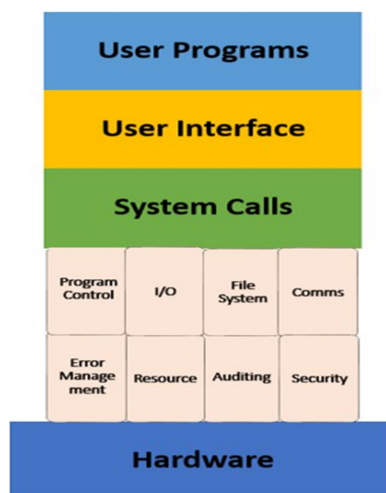 User Programs
User Interface
System Calls
Program
Control
I/O
File
System
Comms
Error
Manage
ment
Resource
Auditing
Security
Hardware